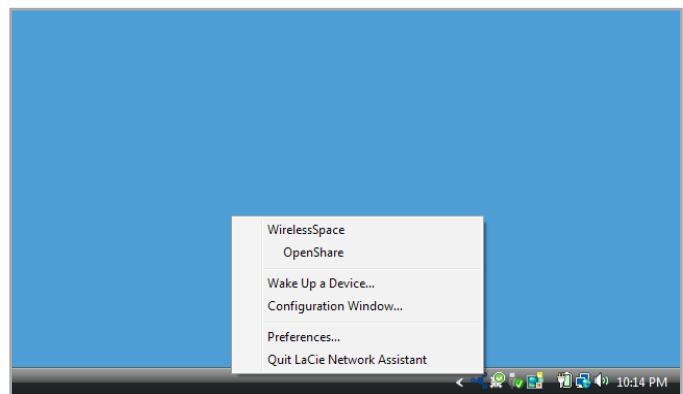 WirelessSpace
OpenShare
Wake Up a Device...
Configuration Window...
Preferences...
Quit LaCie Network Assistant
10:14 PM